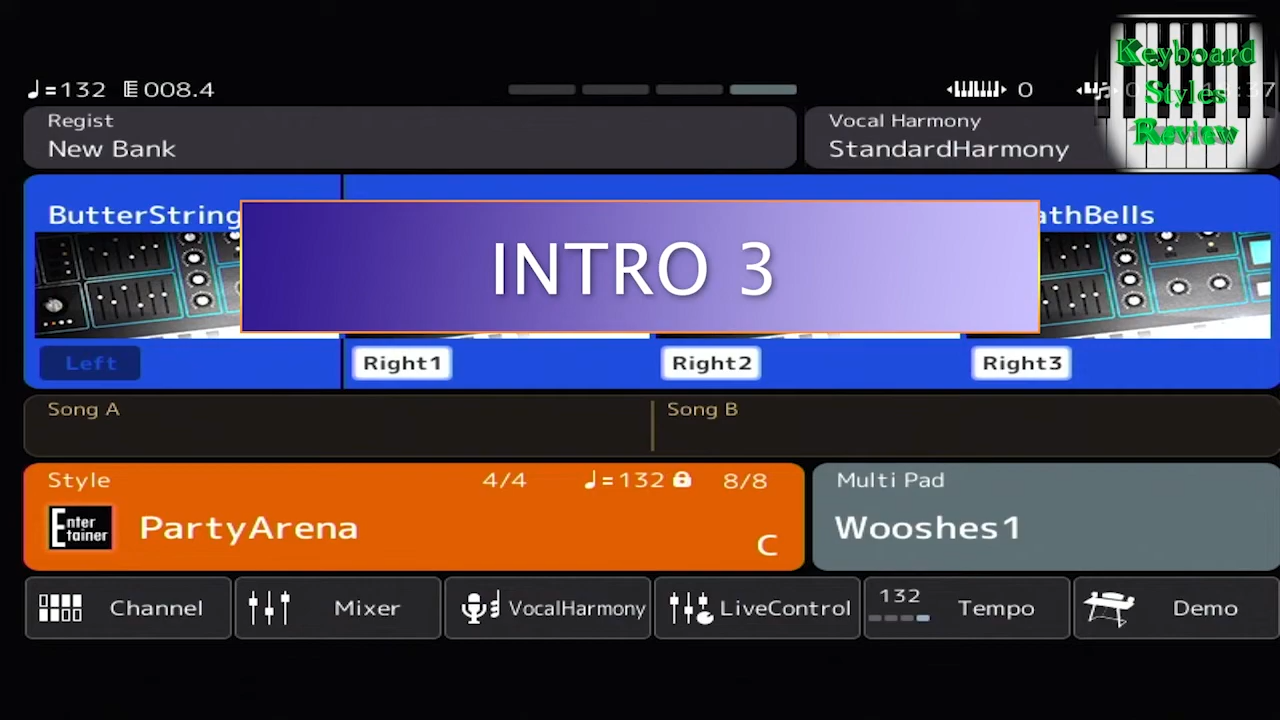 =132 008.4
0
Keyboard
Styles
Review
Regist
New Bank
Vocal Harmony
StandardHarmony
ButterString
INTRO 3
athBells
Left
Right1
Right2
Right3
Song A
Song B
Style
4/4
=132
8/8
Enter
tainer
PartyArena
C
Multi Pad
Wooshes1
Channel
Mixer
VocalHarmony
LiveControl
132
Tempo
Demo